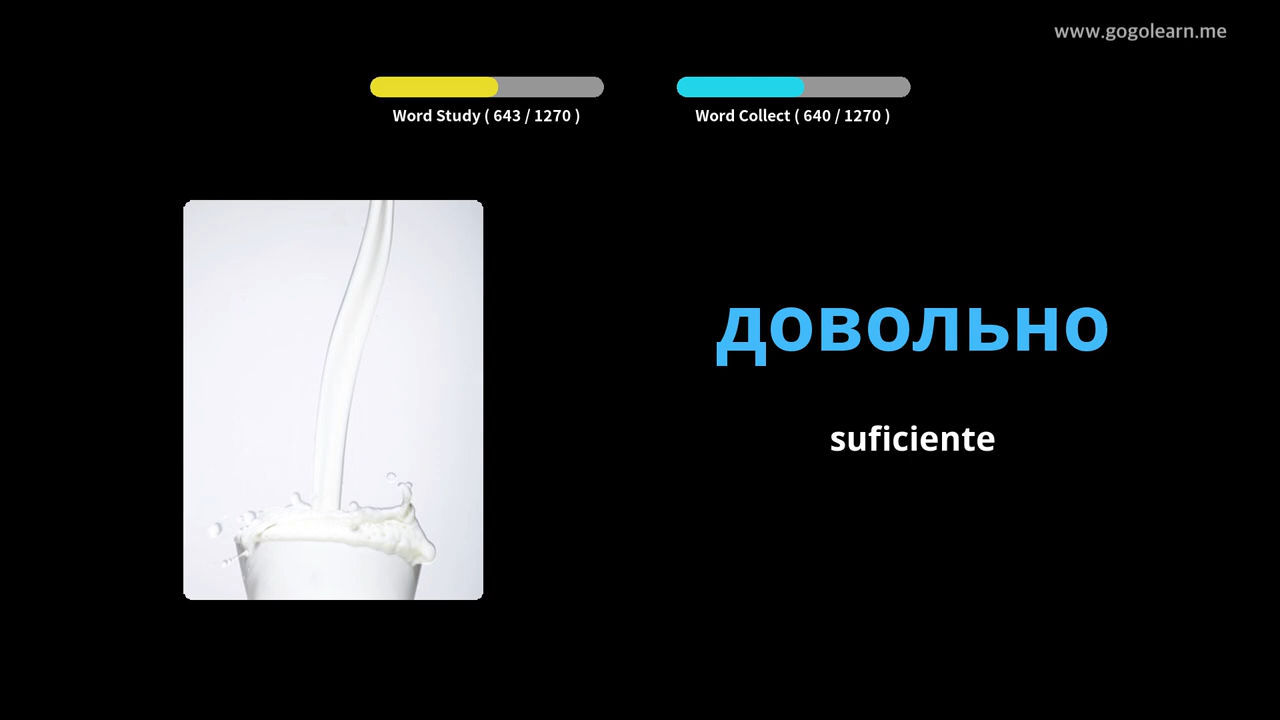 www.gogolearn.me
Word Study ( 643 / 1270 )
Word Collect ( 640 / 1270 )
довольно
suficiente